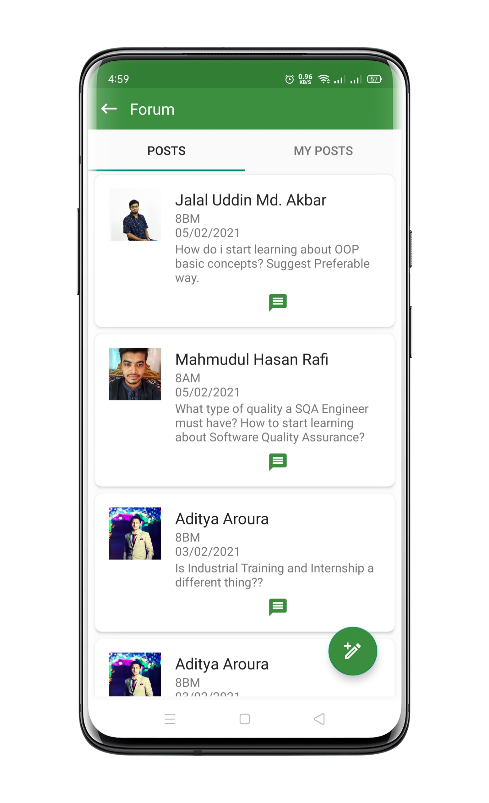 4:59
0.96
KB/S
57
Forum
POSTS
MY POSTS
Jalal Uddin Md. Akbar
8BM
05/02/2021
How do i start learning about OOP
basic concepts? Suggest Preferable
way.
Mahmudul Hasan Rafi
8AM
05/02/2021
What type of quality a SQA Engineer
must have? How to start learning
about Software Quality Assurance?
Aditya Aroura
8BM
03/02/2021
Is Industrial Training and Internship a
different thing??
Aditya Aroura
8BM
03/02/2021